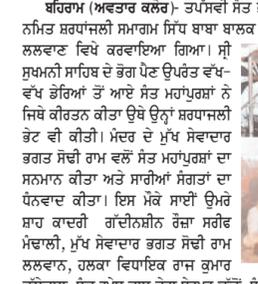 ਬਹਿਰਾਮ (ਅਵਤਾਰ ਕਲੇਰ)- ਤਪੱਸਵੀ ਸੰਤ
ਨਮਿਤ ਸ਼ਰਧਾਂਜਲੀ ਸਮਾਗਮ ਸਿੱਧ ਬਾਬਾ ਬਾਲਕ
ਲਲਵਾਣ ਵਿਖੇ ਕਰਵਾਇਆ ਗਿਆ। ਸ੍ਰੀ
ਸੁਖਮਨੀ ਸਾਹਿਬ ਦੇ ਭੋਗ ਪੈਣ ਉਪਰੰਤ ਵੱਖ-
ਵੱਖ ਡੇਰਿਆਂ ਤੋਂ ਆਏ ਸੰਤ ਮਹਾਂਪੁਰਸ਼ਾਂ ਨੇ
ਜਿਥੇ ਕੀਰਤਨ ਕੀਤਾ ਉਥੇ ਉਨ੍ਹਾਂ ਸ਼ਰਧਾਜਲੀ
ਭੇਟ ਵੀ ਕੀਤੀ। ਮੰਦਰ ਦੇ ਮੁੱਖ ਸੇਵਾਦਾਰ
ਭਗਤ ਸੋਢੀ ਰਾਮ ਵਲੋਂ ਸੰਤ ਮਹਾਂਪੁਰਸ਼ਾਂ ਦਾ
ਸਨਮਾਨ ਕੀਤਾ ਅਤੇ ਸਾਰੀਆਂ ਸੰਗਤਾਂ ਦਾ
ਧੰਨਵਾਦ ਕੀਤਾ। ਇਸ ਮੌਕੇ ਸਾਈਂ ਉਮਰੇ
ਸ਼ਾਹ ਕਾਦਰੀ ਗੱਦੀਨਸ਼ੀਨ ਰੌਜ਼ਾ ਸਰੀਫ
ਮੰਢਾਲੀ, ਮੁੱਖ ਸੇਵਾਦਾਰ ਭਗਤ ਸੋਢੀ ਰਾਮ
ਲਲਵਾਨ, ਹਲਕਾ ਵਿਧਾਇਕ ਰਾਜ ਕੁਮਾਰ